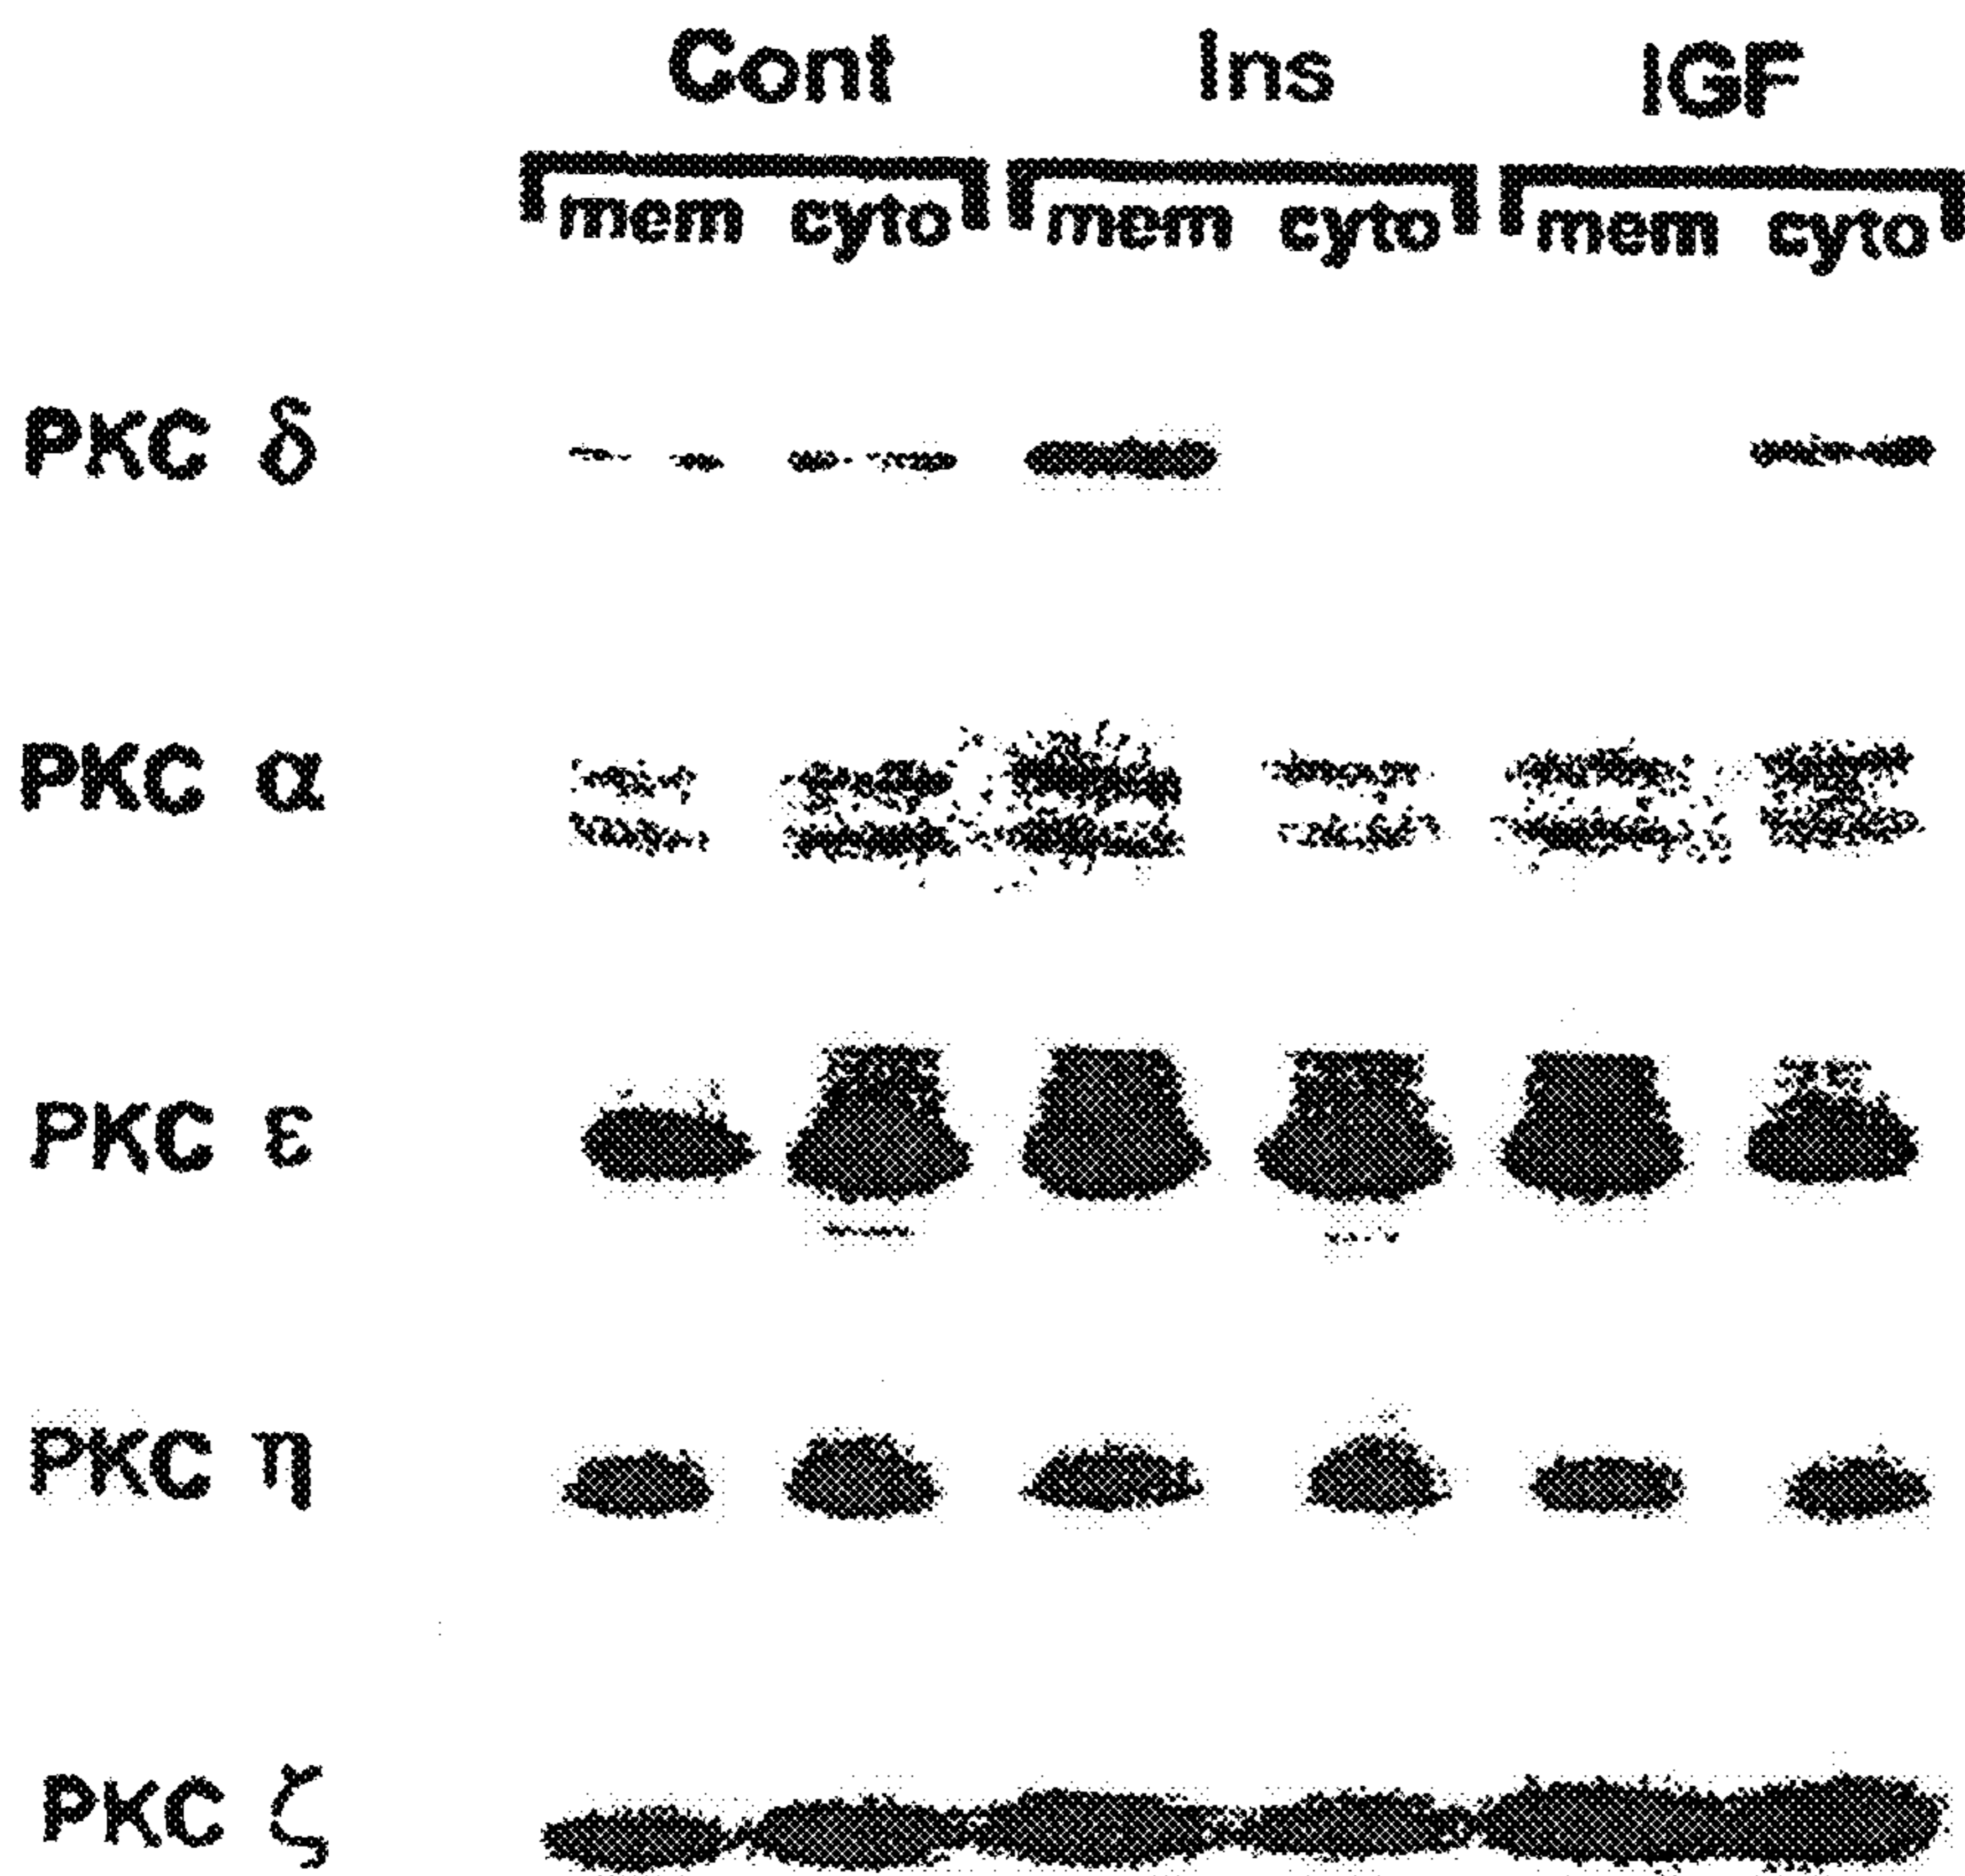 Cont Ins IGF
mem cyto mem cyto mem cyto
PKC δ
PKC α
PKC ε
PKC η
PKC ζ